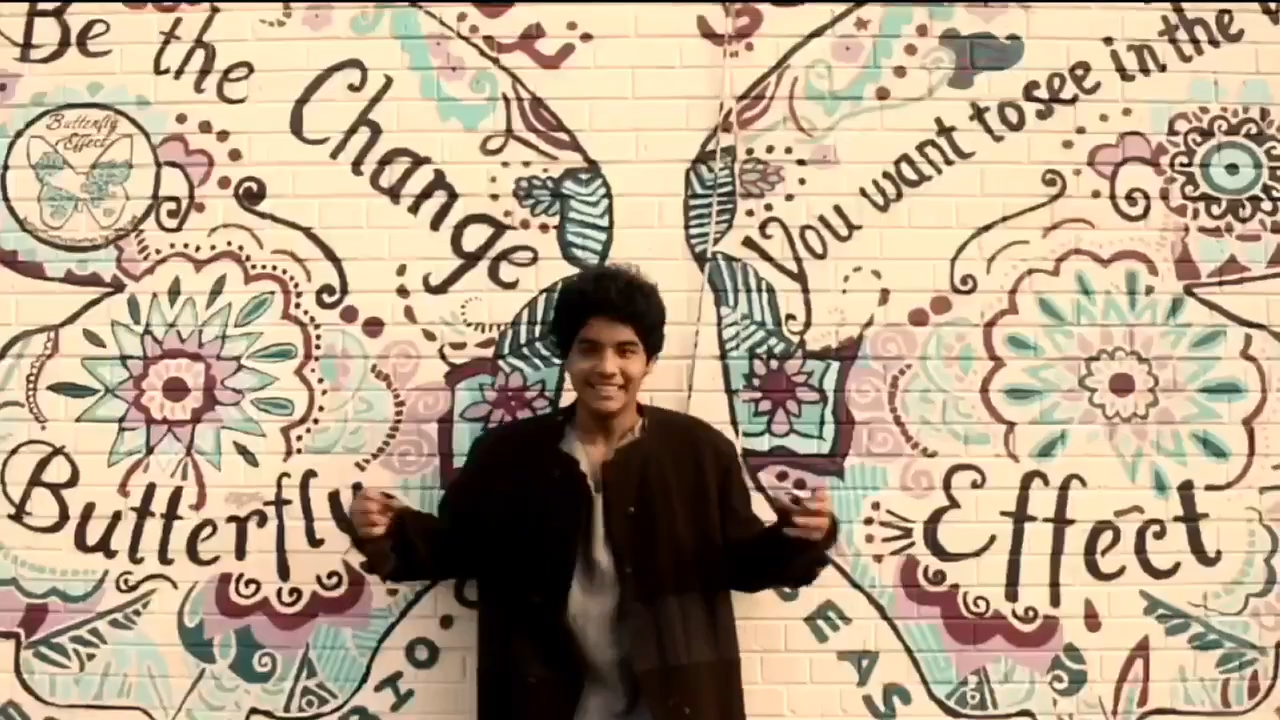 Be the Change
You want to see in the
Butterfly
Effect
Butterfly
Effect